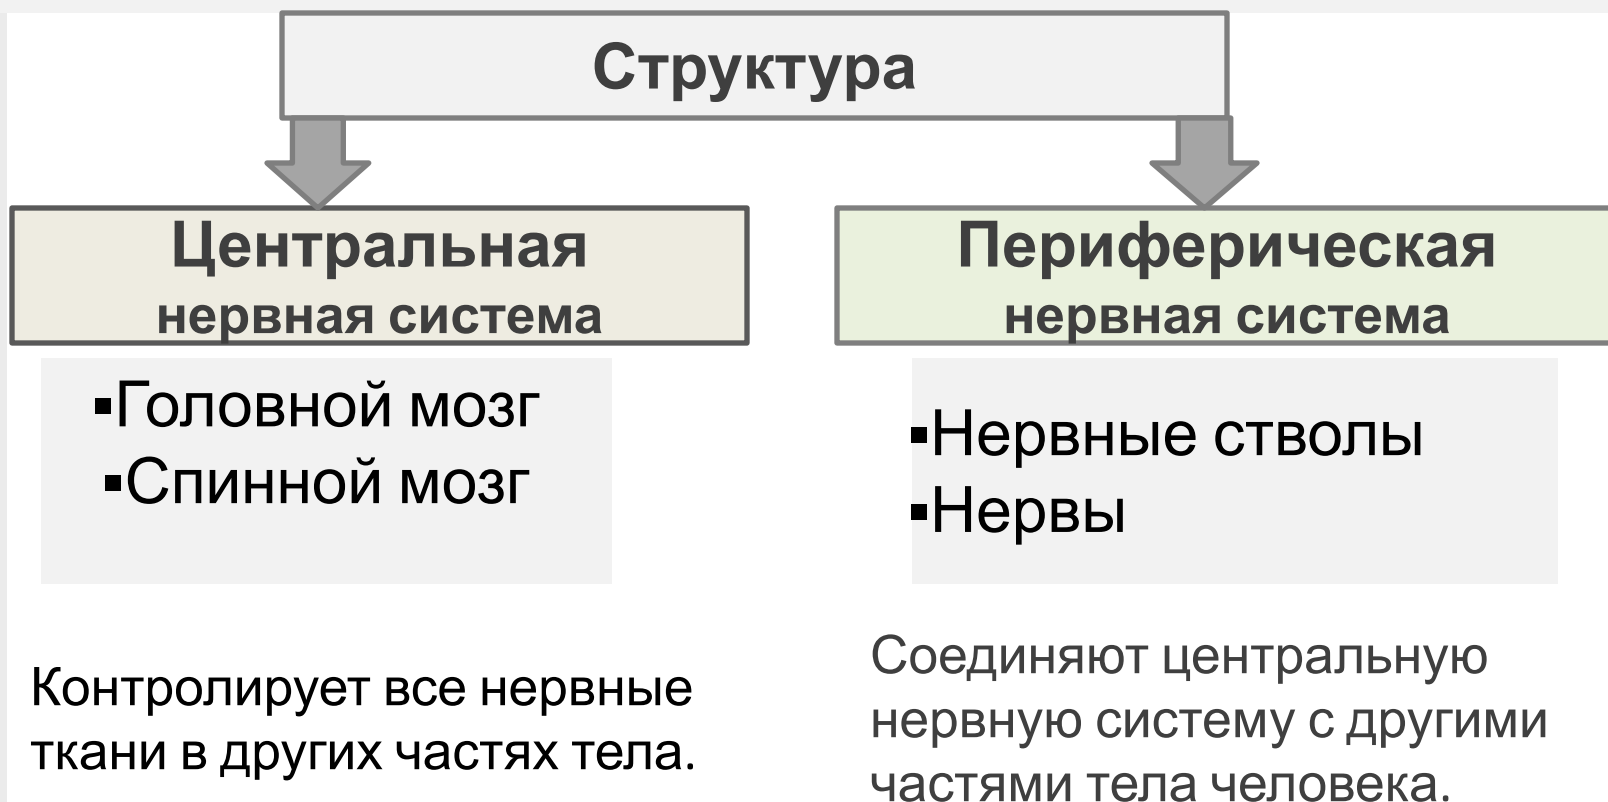 Структура
Центральная
нервная система
▪Головной мозг
▪Спинной мозг
Контролирует все нервные
ткани в других частях тела.
Периферическая
нервная система
▪Нервные стволы
▪Нервы
Соединяют центральную
нервную систему с другими
частями тела человека.